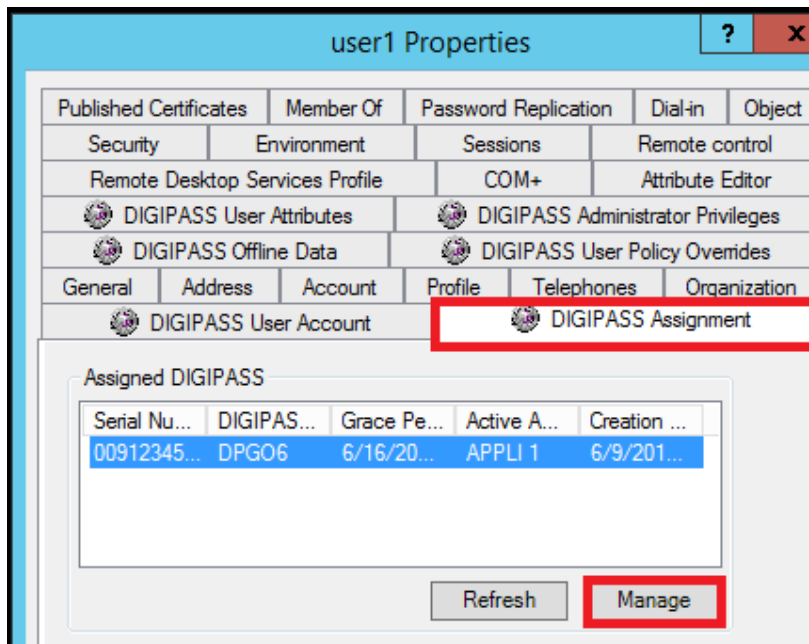 user1 Properties ? x
Published Certificates Member Of Password Replication Dial-in Object
Security Environment Sessions Remote control
Remote Desktop Services Profile COM+ Attribute Editor
DIGIPASS User Attributes DIGIPASS Administrator Privileges
DIGIPASS Offline Data DIGIPASS User Policy Overrides
General Address Account Profile Telephones Organization
DIGIPASS User Account DIGIPASS Assignment
Assigned DIGIPASS
Serial Nu... DIGIPAS... Grace Pe... Active A... Creation ...
00912345... DPGO6 6/16/20... APPLI 1 6/9/201...
Refresh Manage